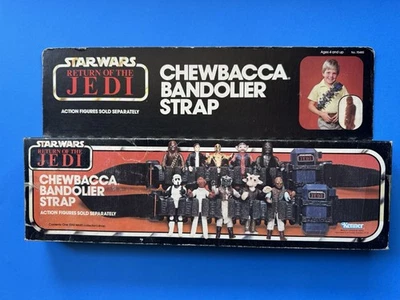 STAR WARS
RETURN OF THE
JEDI
ACTION FIGURES SOLD SEPARATELY
CHEWBACCA
BANDOLIER
STRAP
Ages 4 and up
STAR WARS
RETURN OF THE
JEDI
CHEWBACCA
BANDOLIER
STRAP
ACTION FIGURES SOLD SEPARATELY
Kenner